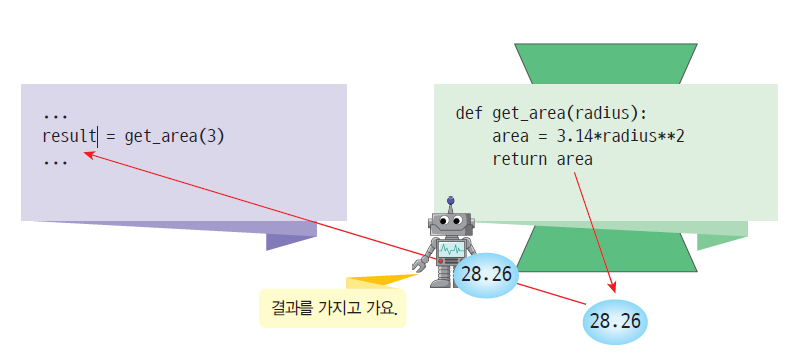 ...
result = get_area(3)
...
def get_area(radius):
    area = 3.14*radius**2
    return area
28.26
결과를 가지고 가요.
28.26